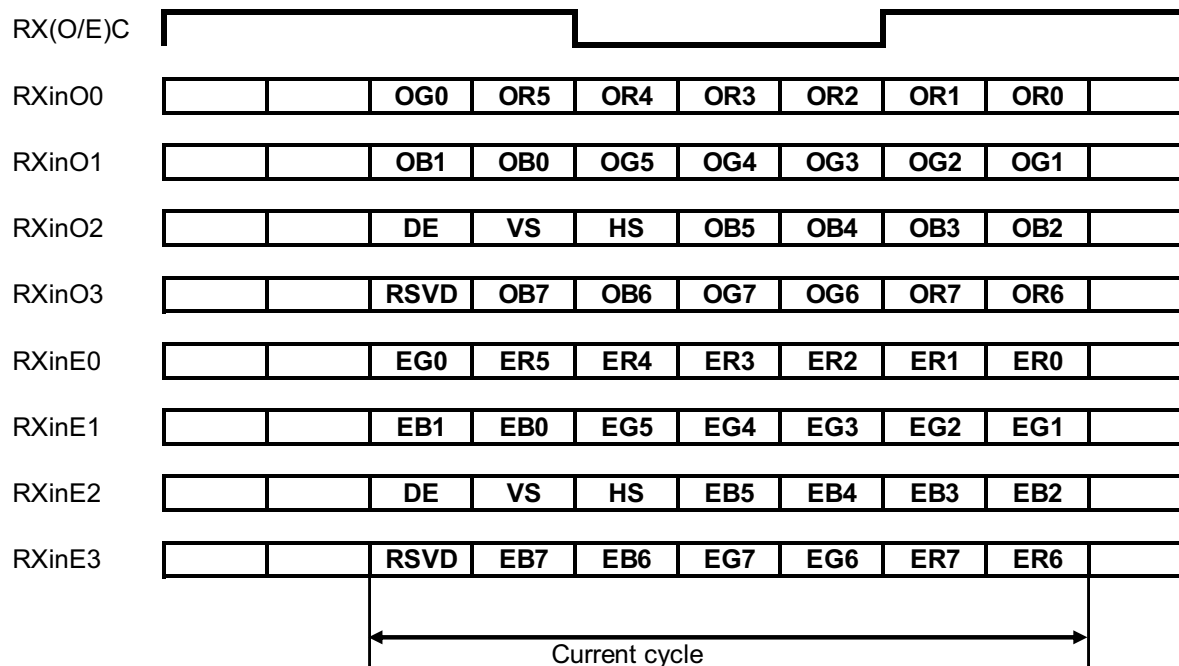 RX(O/E)C
RXinO0 OG0 OR5 OR4 OR3 OR2 OR1 OR0
RXinO1 OB1 OB0 OG5 OG4 OG3 OG2 OG1
RXinO2 DE VS HS OB5 OB4 OB3 OB2
RXinO3 RSVD OB7 OB6 OG7 OG6 OR7 OR6
RXinE0 EG0 ER5 ER4 ER3 ER2 ER1 ER0
RXinE1 EB1 EB0 EG5 EG4 EG3 EG2 EG1
RXinE2 DE VS HS EB5 EB4 EB3 EB2
RXinE3 RSVD EB7 EB6 EG7 EG6 ER7 ER6
Current cycle